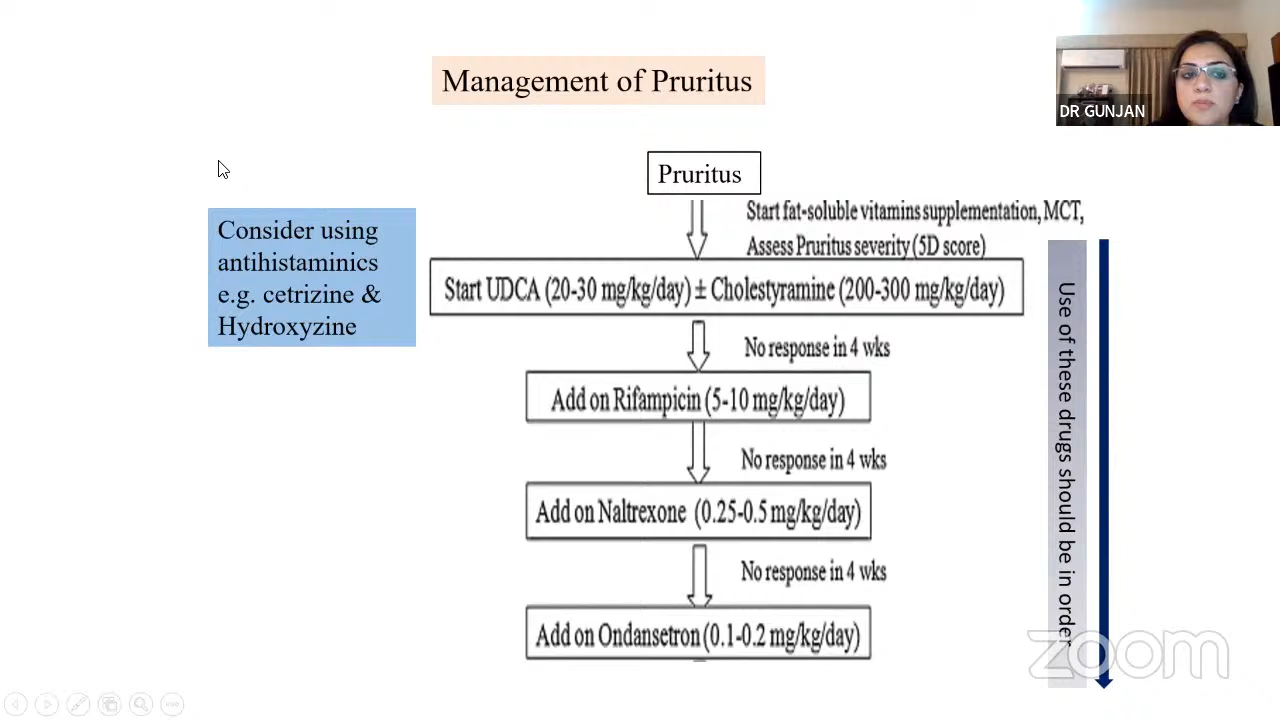 Management of Pruritus
DR GUNJAN
Pruritus
Start fat-soluble vitamins supplementation, MCT,
Assess Pruritus severity (5D score)
Consider using
antihistaminics
e.g. cetrizine &
Hydroxyzine
Start UDCA (20-30 mg/kg/day) ± Cholestyramine (200-300 mg/kg/day)
No response in 4 wks
Add on Rifampicin (5-10 mg/kg/day)
No response in 4 wks
Add on Naltrexone (0.25-0.5 mg/kg/day)
No response in 4 wks
Add on Ondansetron (0.1-0.2 mg/kg/day)
Use of these drugs should be in order
zoom